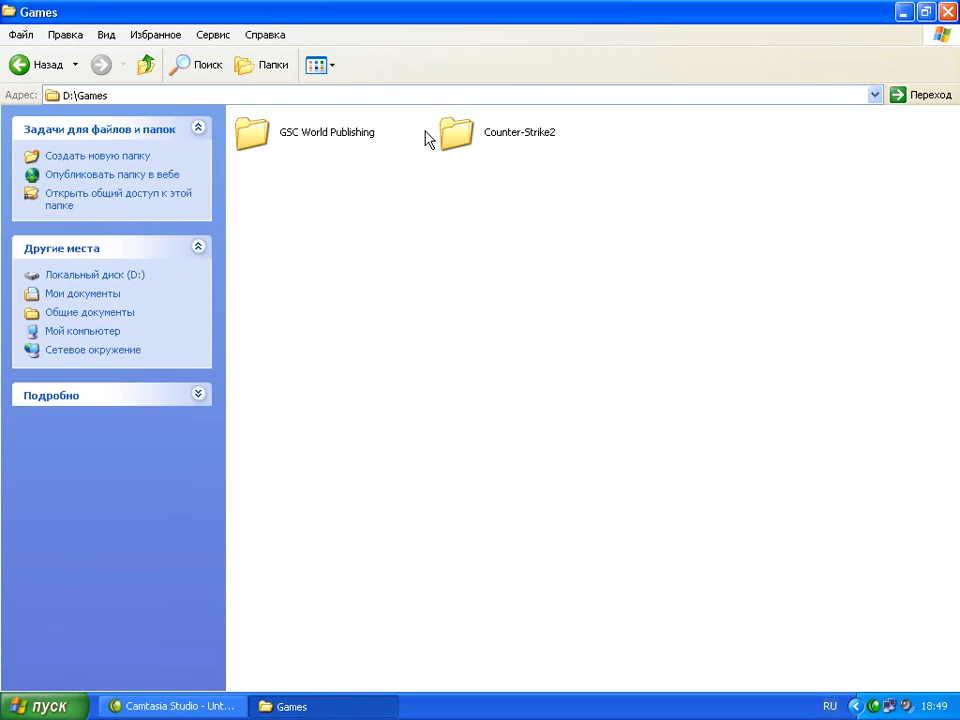 Games
Файл Правка Вид Избранное Сервис Справка
Назад Поиск Папки
Адрес: D:\Games Переход
Задачи для файлов и папок
Создать новую папку
Опубликовать папку в вебе
Открыть общий доступ к этой
папке
Другие места
Локальный диск (D:)
Мои документы
Общие документы
Мой компьютер
Сетевое окружение
Подробно
GSC World Publishing
Counter-Strike2
пуск Camtasia Studio - Unt... Games RU 18:49